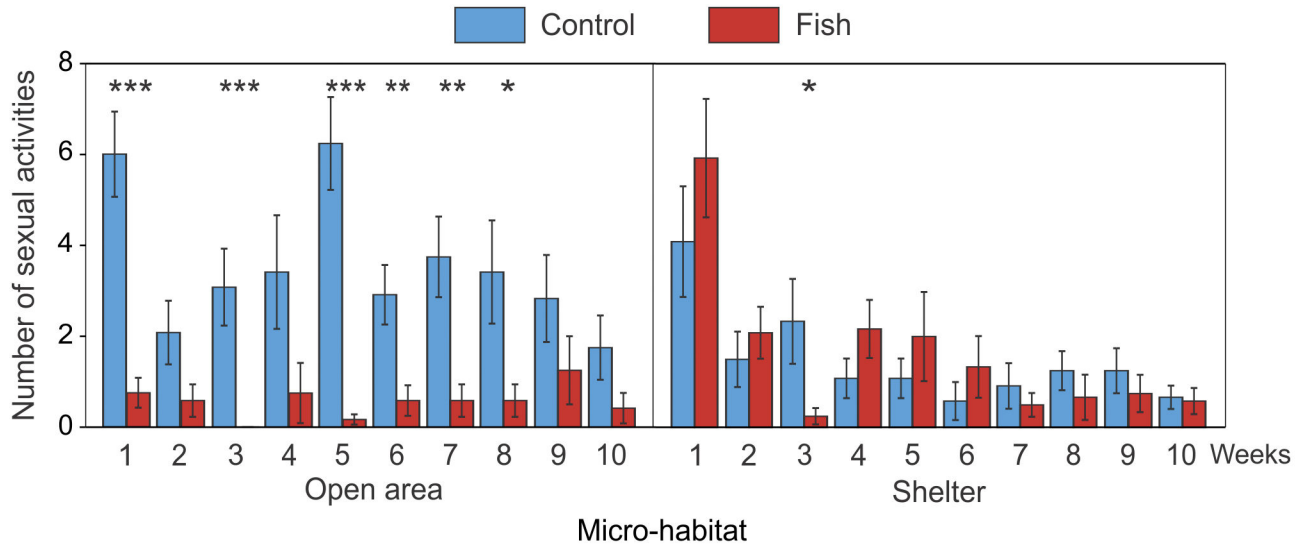 Control Fish
Number of sexual activities
8
6
4
2
0
*** *** *** ** ** * *
1 2 3 4 5 6 7 8 9 10 1 2 3 4 5 6 7 8 9 10 Weeks
Open area Shelter
Micro-habitat